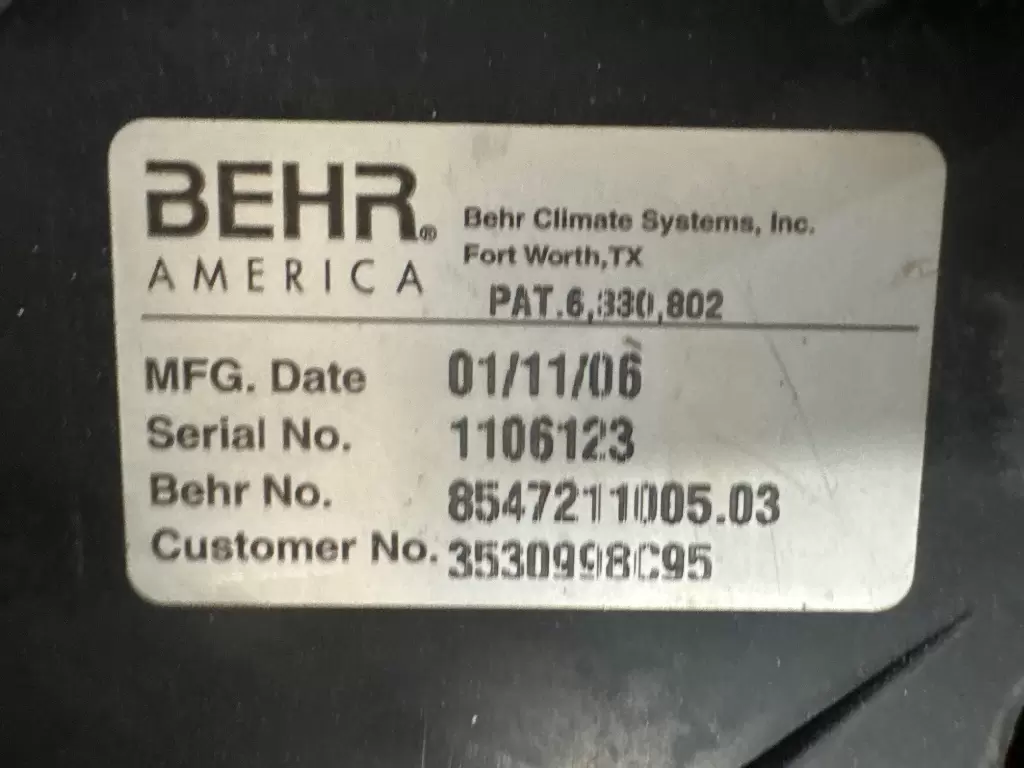 BEHR®
AMERICA
Behr Climate Systems, Inc.
Fort Worth,TX
PAT.6,330,802
MFG. Date 01/11/06
Serial No. 1106123
Behr No. 8547211005.03
Customer No. 3530998C95